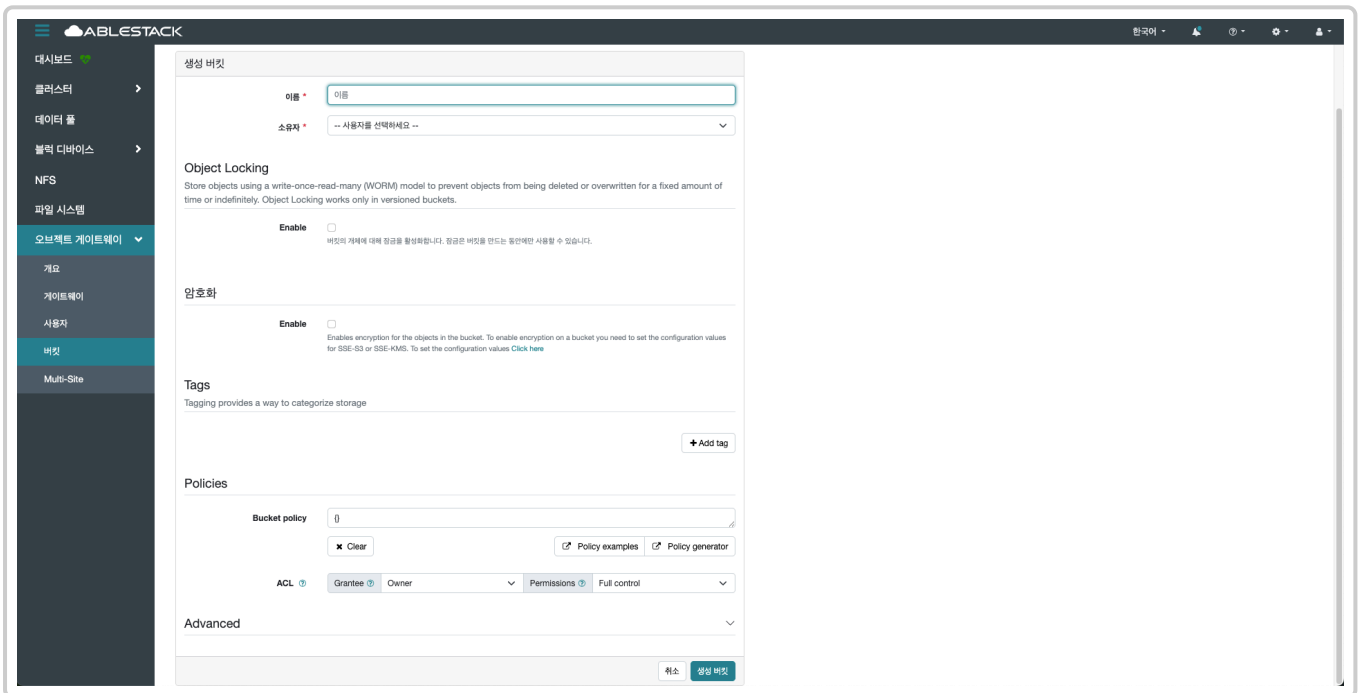 ABLESTACK
한국어
대시보드
클러스터
데이터 풀
블럭 디바이스
NFS
파일 시스템
오브젝트 게이트웨이
개요
게이트웨이
사용자
버킷
Multi-Site
생성 버킷
이름 *
이름
소유자 *
-- 사용자를 선택하세요 --
Object Locking
Store objects using a write-once-read-many (WORM) model to prevent objects from being deleted or overwritten for a fixed amount of
time or indefinitely. Object Locking works only in versioned buckets.
Enable
버킷의 개체에 대해 잠금을 활성화합니다. 잠금은 버킷을 만드는 동안에만 사용할 수 있습니다.
암호화
Enable
Enables encryption for the objects in the bucket. To enable encryption on a bucket you need to set the configuration values
for SSE-S3 or SSE-KMS. To set the configuration values Click here
Tags
Tagging provides a way to categorize storage
Add tag
Policies
Bucket policy
{}
Clear
Policy examples
Policy generator
ACL
Grantee
Owner
Permissions
Full control
Advanced
취소
생성 버킷